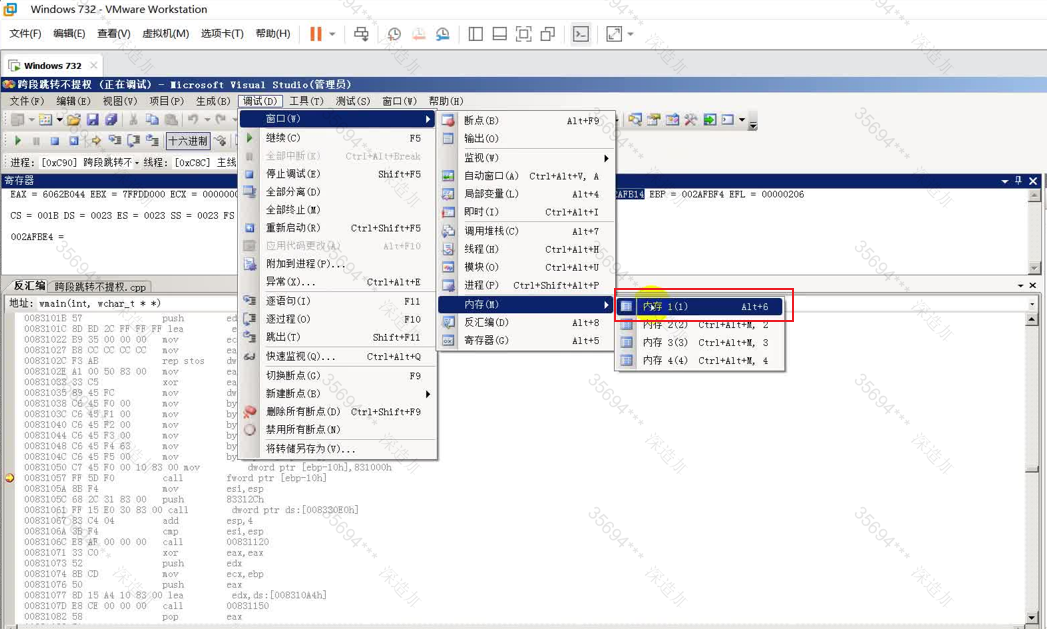 Windows 732 - VMware Workstation
文件(F) 编辑(E) 查看(V) 虚拟机(M) 选项卡(T) 帮助(H)
Windows 732
跨段跳转不提权 (正在调试) - Microsoft Visual Studio(管理员)
文件(F) 编辑(E) 视图(V) 项目(P) 生成(B) 调试(D) 工具(T) 测试(S) 窗口(W) 帮助(H)
十六进制
进程: [0xC90] 跨段跳转不 线程: [0xC8C] 主线
寄存器
EAX = 6062B044 EBX = 7FFDD000 ECX = 0000000
AFB14 EBP = 002AFBF4 EFL = 00000206
CS = 001B DS = 0023 ES = 0023 SS = 0023 FS
002AFBE4 =
反汇编 跨段跳转不提权.cpp
地址: wmain(int, wchar_t * *)
窗口(W)
继续(C) F5
全部中断(K) Ctrl+Alt+Break
停止调试(E) Shift+F5
全部分离(D)
全部终止(M)
重新启动(R) Ctrl+Shift+F5
应用代码更改(A) Alt+F10
附加到进程(P)...
异常(X)... Ctrl+Alt+E
逐语句(I) F11
逐过程(O) F10
跳出(T) Shift+F11
快速监视(Q)... Ctrl+Alt+Q
切换断点(G) F9
新建断点(B)
删除所有断点(D) Ctrl+Shift+F9
禁用所有断点(N)
将转储另存为(V)...
断点(B) Alt+F9
输出(O)
监视(W)
自动窗口(A) Ctrl+Alt+V, A
局部变量(L) Alt+4
即时(I) Ctrl+Alt+I
调用堆栈(C) Alt+7
线程(H) Ctrl+Alt+H
模块(O) Ctrl+Alt+U
进程(P) Ctrl+Shift+Alt+P
内存(M)
反汇编(D) Alt+8
寄存器(G) Alt+5
内存 1(1) Alt+6
内存 2(2) Ctrl+Alt+M, 2
内存 3(3) Ctrl+Alt+M, 3
内存 4(4) Ctrl+Alt+M, 4
0083101B 57 push ed
0083101C 8D BD 2C FF FF FF lea e
00831022 B9 35 00 00 00 mov ec
00831027 B8 CC CC CC CC mov ea
0083102C F3 AB rep stos dw
0083102E A1 00 50 83 00 mov ea
00831033 33 C5 xor ea
00831035 89 45 FC mov dw
00831038 C6 45 F0 00 mov by
0083103C C6 45 F1 00 mov by
00831040 C6 45 F2 00 mov by
00831044 C6 45 F3 00 mov by
00831048 C6 45 F4 63 mov by
0083104C C6 45 F5 00 mov by
00831050 C7 45 F0 00 10 83 00 mov dword ptr [ebp-10h],831000h
00831057 FF 5D F0 call fword ptr [ebp-10h]
0083105A 8B F4 mov esi,esp
0083105C 68 2C 31 83 00 push 83312Ch
00831061 FF 15 E0 30 83 00 call dword ptr ds:[008330E0h]
00831067 83 C4 04 add esp,4
0083106A 3B F4 cmp esi,esp
0083106C E8 AF 00 00 00 call 00831120
00831071 33 C0 xor eax,eax
00831073 52 push edx
00831074 8B CD mov ecx,ebp
00831076 50 push eax
00831077 8D 15 A4 10 83 00 lea edx,ds:[008310A4h]
0083107D E8 CE 00 00 00 call 00831150
00831082 58 pop eax